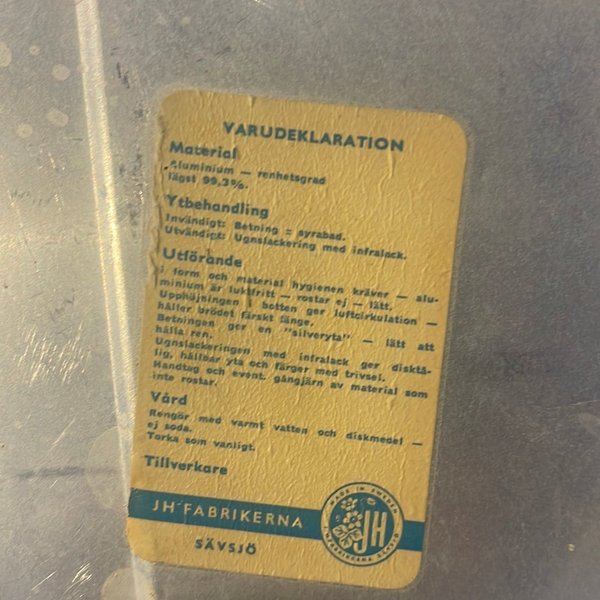 VARUDEKLARATION
Material
Aluminium — renhetsgrad
lägst 99,3%.
Ytbehandling
Invändigt: Betning = syrabad.
Utvändigt: Ugnslackering med infralack.
Utförande
i form och material hygienen kräver — alu-
minium är luktfritt — rostar ej — lätt.
Upphöjningen i botten ger luftcirkulation —
håller brödet färskt länge.
Betningen ger en "silveryta" — lätt att
hålla ren.
Ugnslackeringen med infralack ger disktå-
lig, hållbar yta och färger med trivsel.
Handtag och event. gångjärn av material som
inte rostar.
Vård
Rengör med varmt vatten och diskmedel —
ej soda.
Torka som vanligt.
Tillverkare
JH-FABRIKERNA
SÄVSJÖ
MADE IN SWEDEN
JH